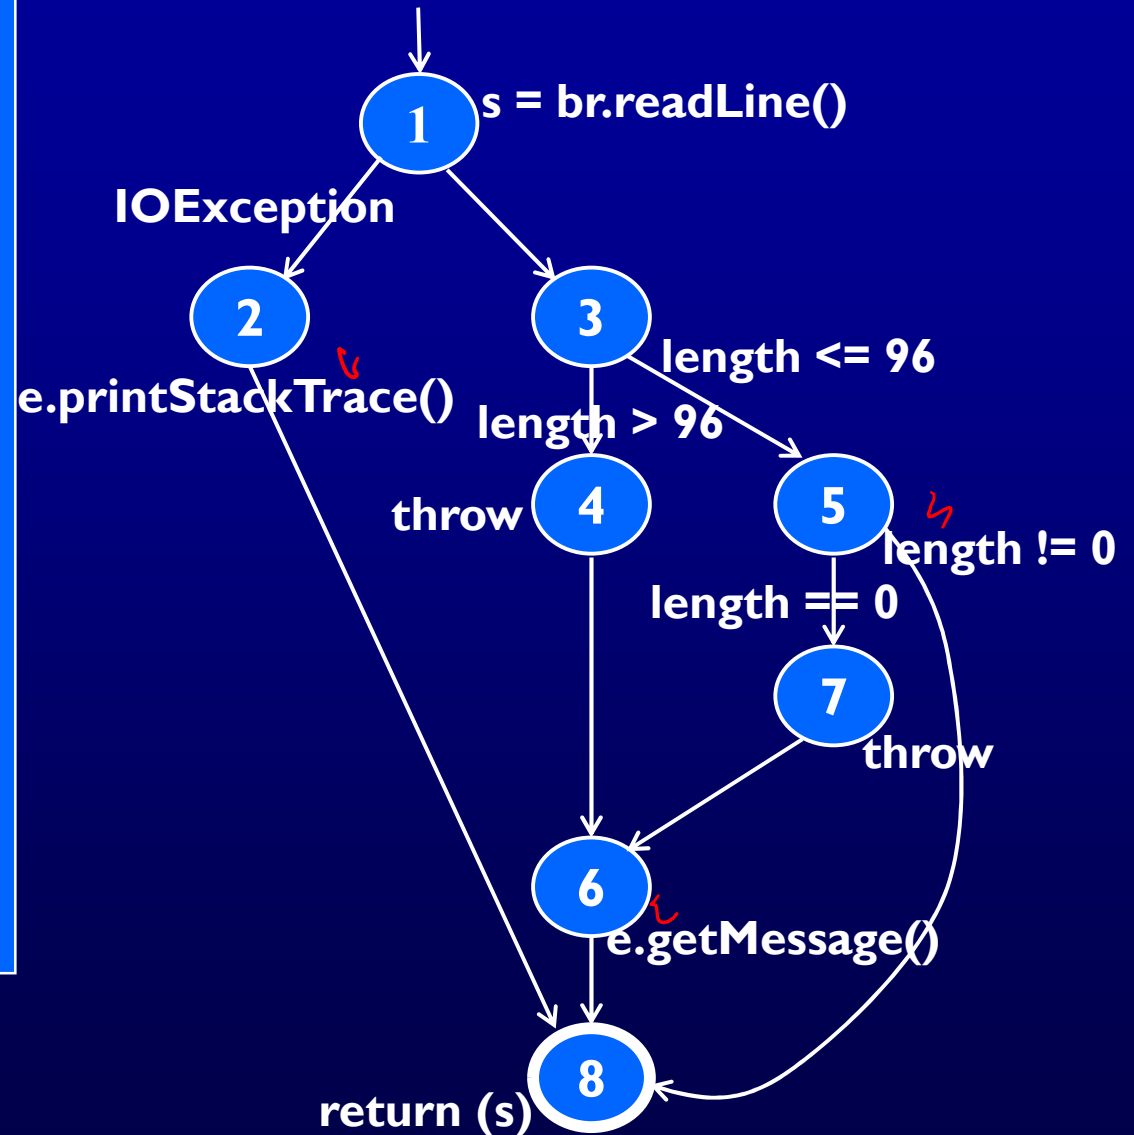 s = br.readLine()
1
IOException
2
3
length <= 96
e.printStackTrace()
length > 96
4
5
throw
length != 0
length == 0
7
throw
6
e.getMessage()
8
return (s)